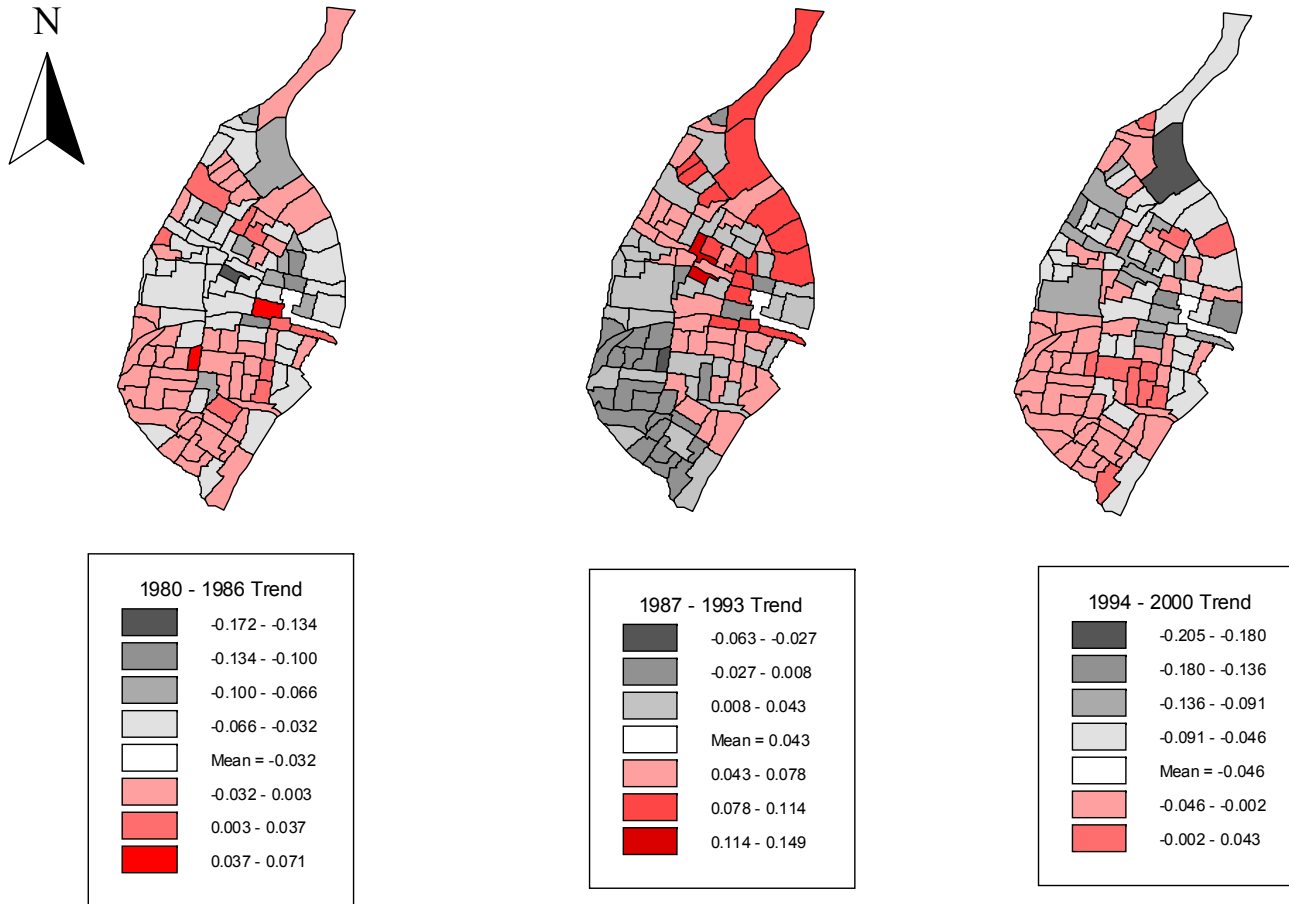 N
1980 - 1986 Trend
-0.172 - -0.134
-0.134 - -0.100
-0.100 - -0.066
-0.066 - -0.032
Mean = -0.032
-0.032 - 0.003
0.003 - 0.037
0.037 - 0.071
1987 - 1993 Trend
-0.063 - -0.027
-0.027 - 0.008
0.008 - 0.043
Mean = 0.043
0.043 - 0.078
0.078 - 0.114
0.114 - 0.149
1994 - 2000 Trend
-0.205 - -0.180
-0.180 - -0.136
-0.136 - -0.091
-0.091 - -0.046
Mean = -0.046
-0.046 - -0.002
-0.002 - 0.043